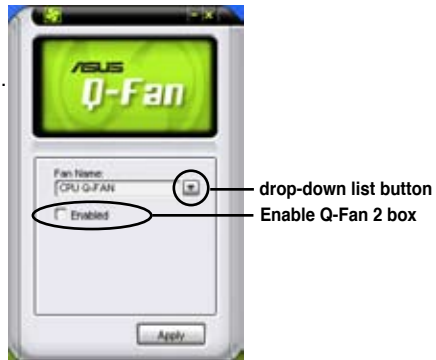 ASUS
Q-Fan
Fan Name:
CPU Q-FAN
drop-down list button
Enabled
Enable Q-Fan 2 box
Apply